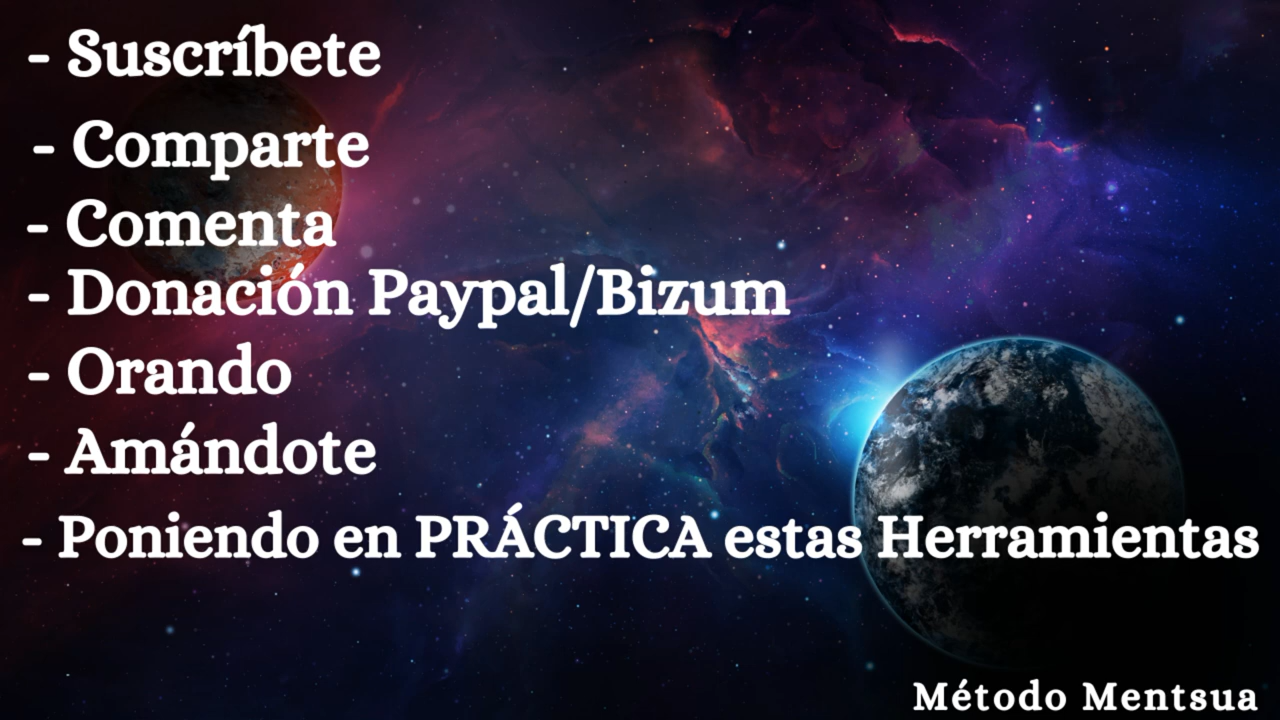 - Suscríbete
- Comparte
- Comenta
- Donación Paypal/Bizum
- Orando
- Amándote
- Poniendo en PRÁCTICA estas Herramientas
Método Mentsua